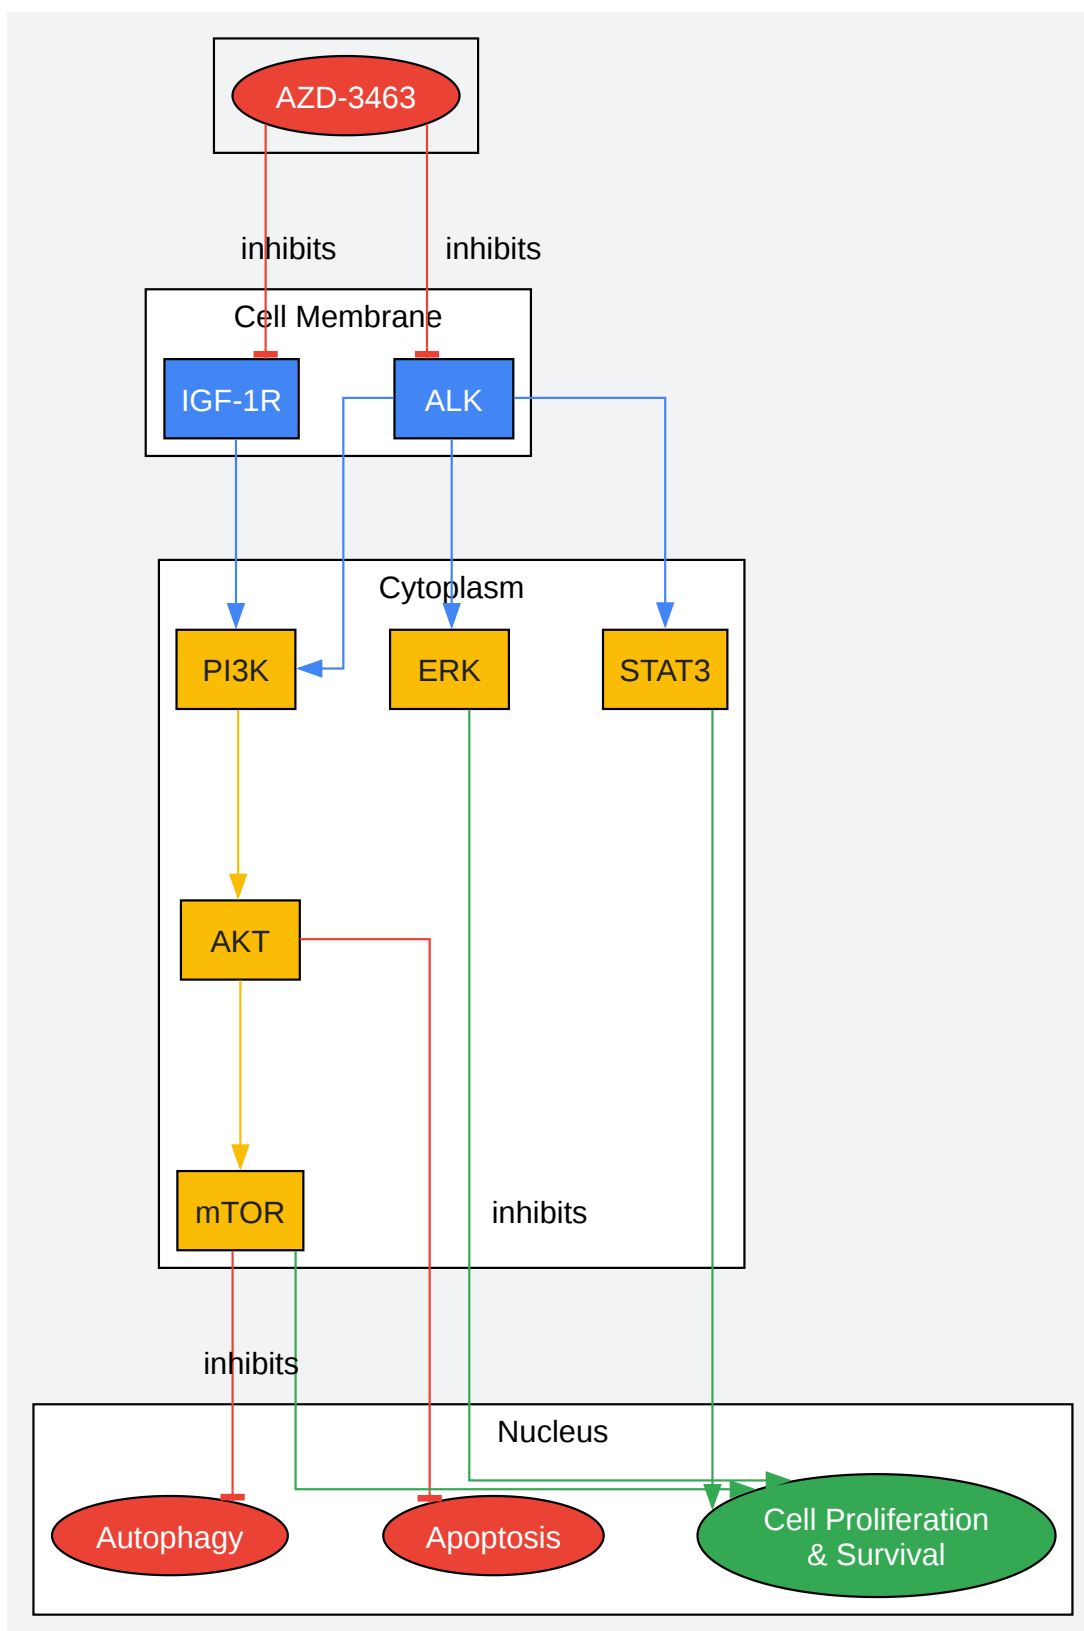 AZD-3463
inhibits
inhibits
Cell Membrane
IGF-1R
ALK
Cytoplasm
PI3K
ERK
STAT3
AKT
mTOR
inhibits
inhibits
Nucleus
Autophagy
Apoptosis
Cell Proliferation
& Survival